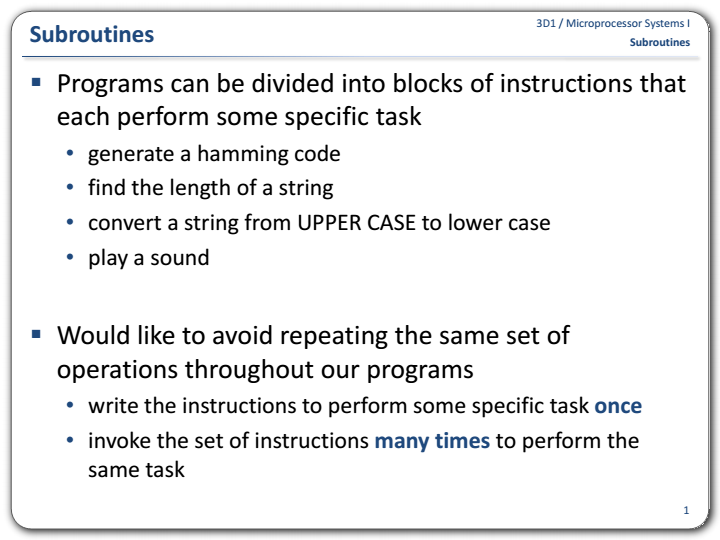 Subroutines
3D1 / Microprocessor Systems I
Subroutines
▪ Programs can be divided into blocks of instructions that
each perform some specific task
• generate a hamming code
• find the length of a string
• convert a string from UPPER CASE to lower case
• play a sound
▪ Would like to avoid repeating the same set of
operations throughout our programs
• write the instructions to perform some specific task once
• invoke the set of instructions many times to perform the
same task
1